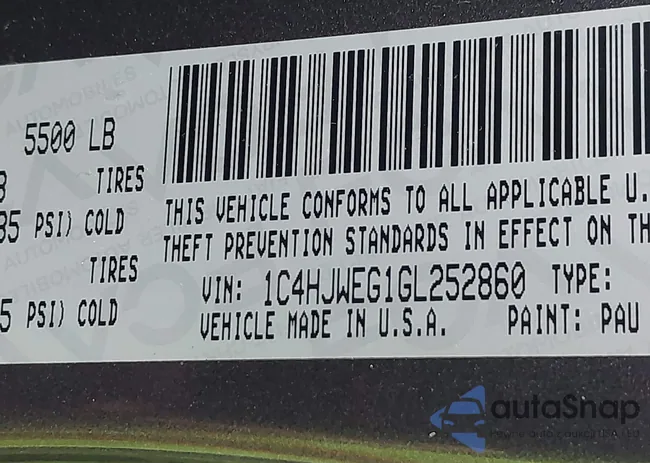 5500 LB
TIRES
THIS VEHICLE CONFORMS TO ALL APPLICABLE U.
35 PSI) COLD
THEFT PREVENTION STANDARDS IN EFFECT ON TH
TIRES
VIN: 1C4HJWEG1GL252860 TYPE:
5 PSI) COLD
VEHICLE MADE IN U.S.A. PAINT: PAU
autaShap